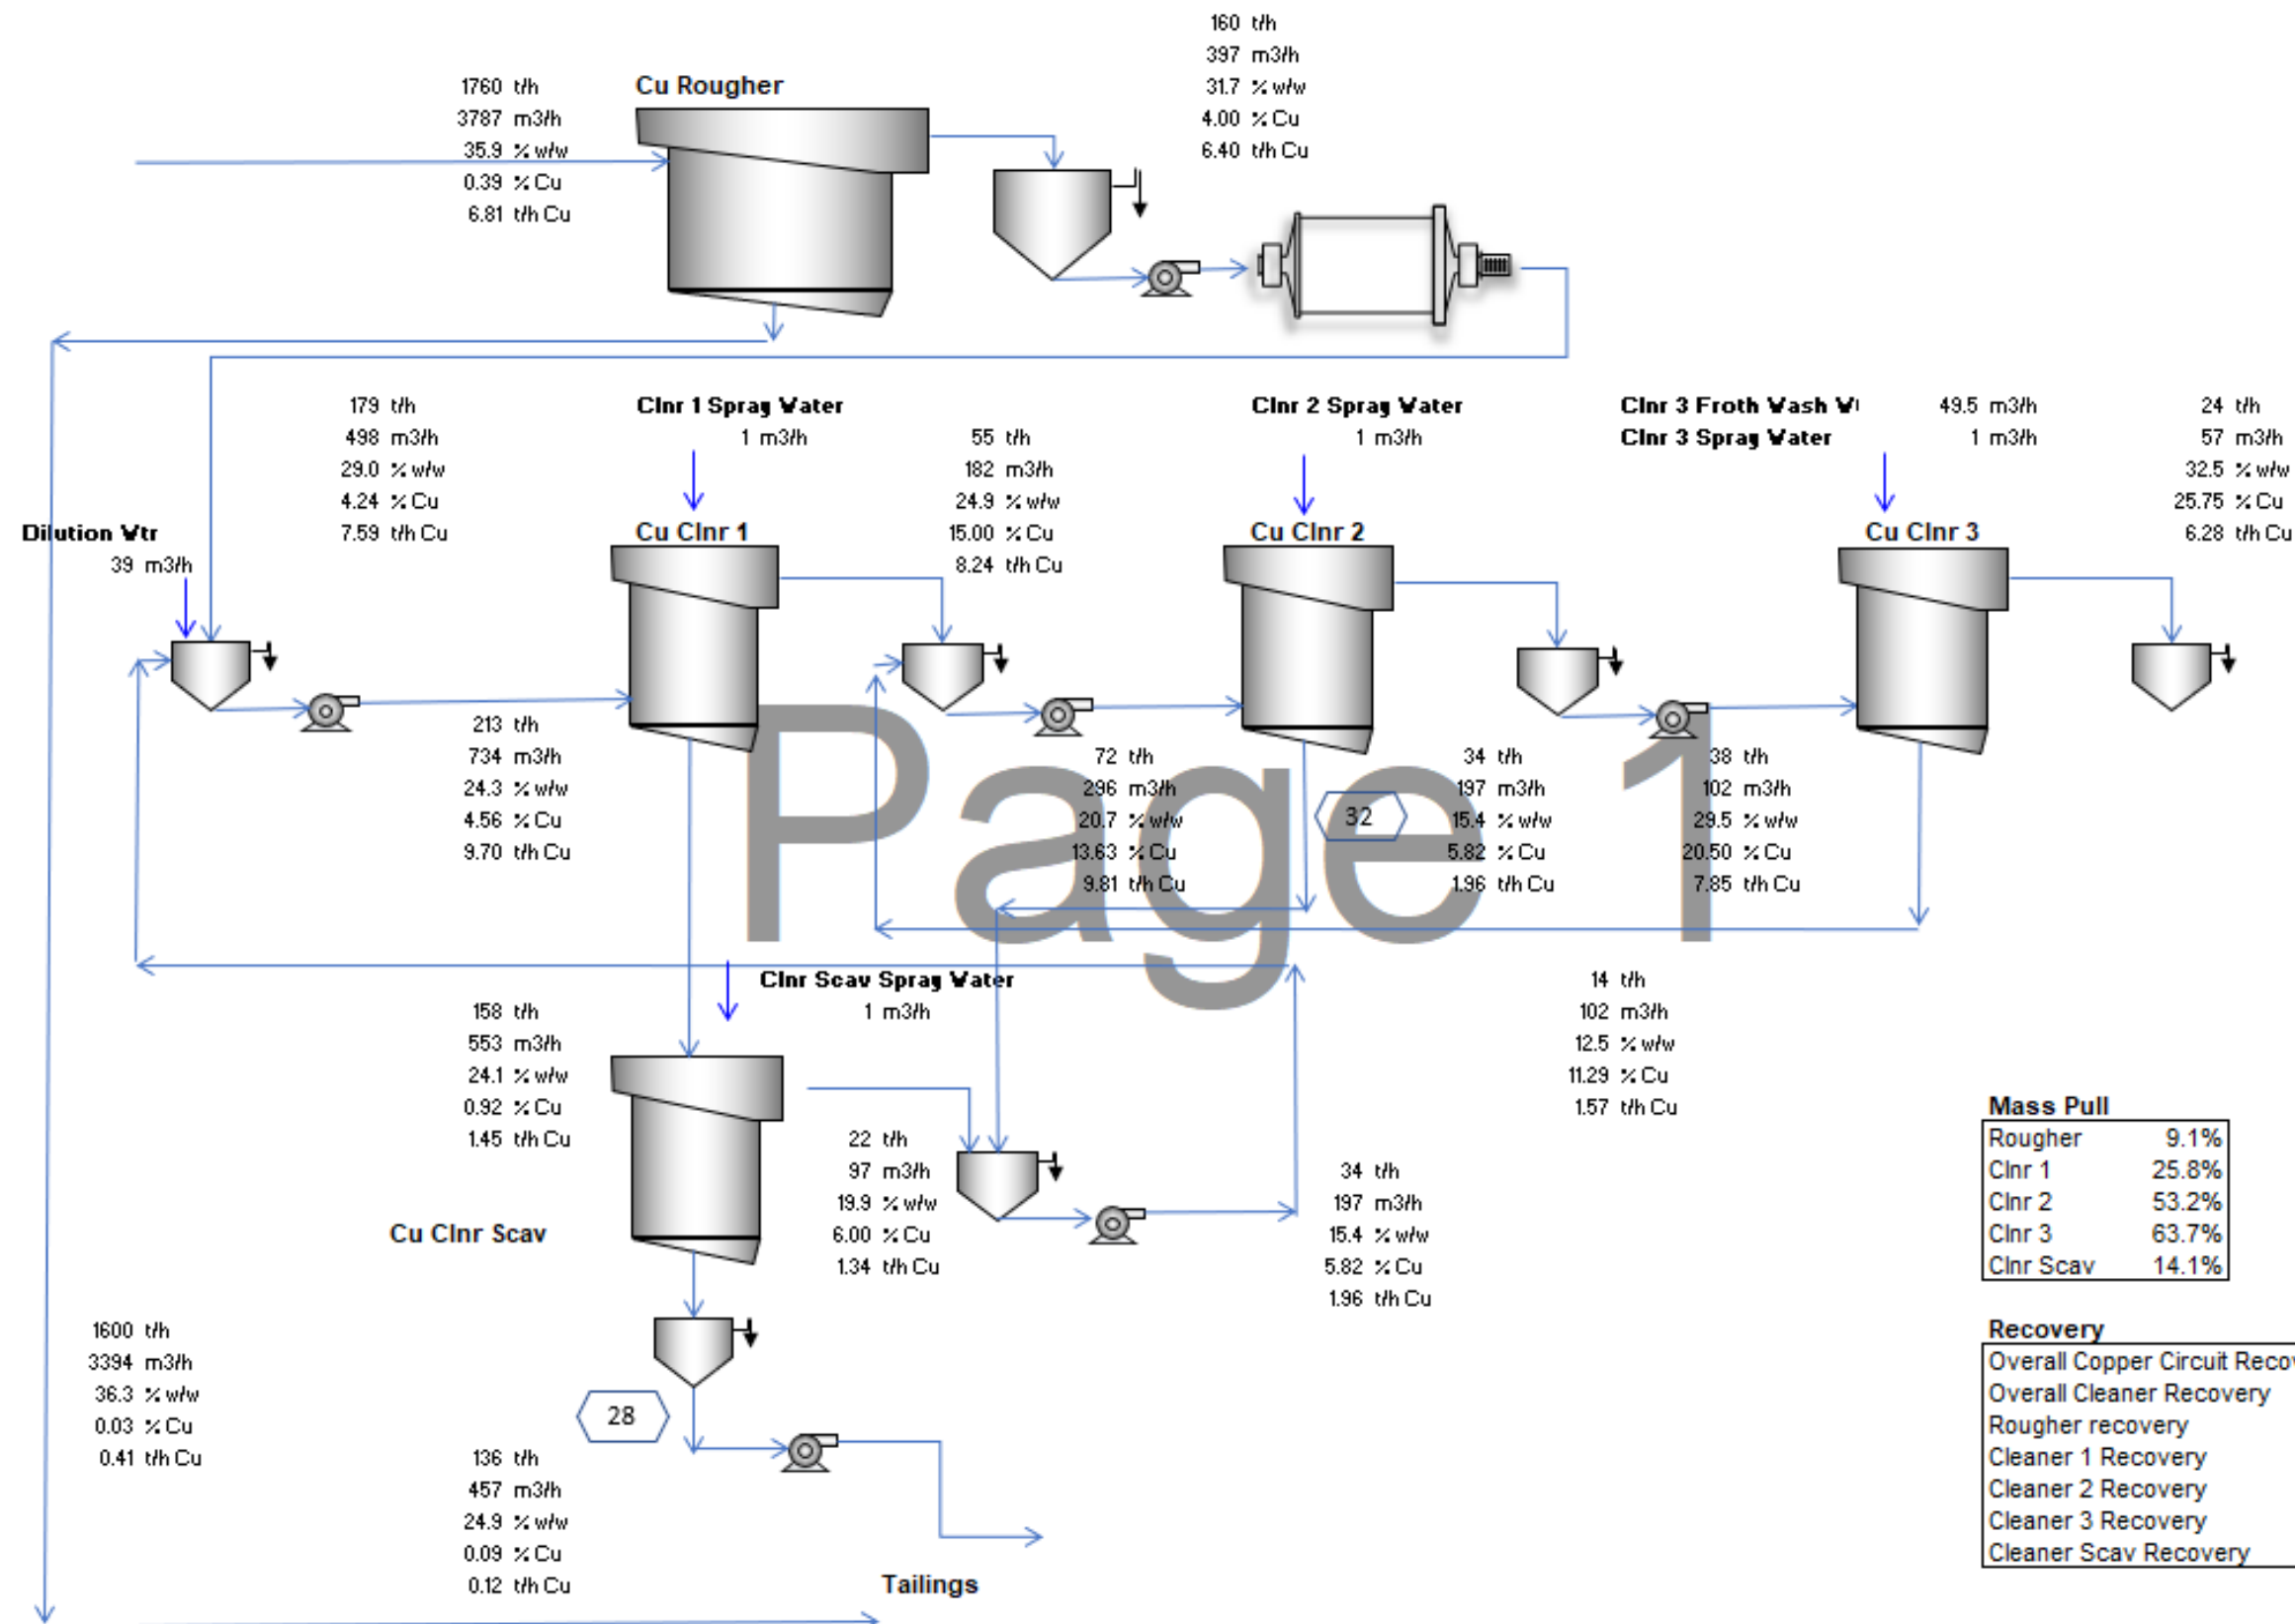 160 t/h
397 m3/h
31.7 % w/w
4.00 % Cu
6.40 t/h Cu
1760 t/h
3787 m3/h
35.9 % w/w
0.39 % Cu
6.81 t/h Cu
Cu Rougher
179 t/h
498 m3/h
29.0 % w/w
4.24 % Cu
7.59 t/h Cu
Clnr 1 Spray Water
1 m3/h
55 t/h
182 m3/h
24.9 % w/w
15.00 % Cu
8.24 t/h Cu
Clnr 2 Spray Water
1 m3/h
Clnr 3 Froth Wash W
49.5 m3/h
Clnr 3 Spray Water
1 m3/h
24 t/h
57 m3/h
32.5 % w/w
25.75 % Cu
6.28 t/h Cu
Dilution Wtr
39 m3/h
Cu Clnr 1
Cu Clnr 2
Cu Clnr 3
213 t/h
734 m3/h
24.3 % w/w
4.56 % Cu
9.70 t/h Cu
72 t/h
296 m3/h
20.7 % w/w
13.63 % Cu
9.81 t/h Cu
32
34 t/h
197 m3/h
15.4 % w/w
5.82 % Cu
1.96 t/h Cu
38 t/h
102 m3/h
29.5 % w/w
20.50 % Cu
7.85 t/h Cu
Page 1
Clnr Scav Spray Water
1 m3/h
158 t/h
553 m3/h
24.1 % w/w
0.92 % Cu
1.45 t/h Cu
14 t/h
102 m3/h
12.5 % w/w
11.29 % Cu
1.57 t/h Cu
22 t/h
97 m3/h
19.9 % w/w
6.00 % Cu
1.34 t/h Cu
34 t/h
197 m3/h
15.4 % w/w
5.82 % Cu
1.96 t/h Cu
Cu Clnr Scav
Mass Pull
Rougher 9.1%
Clnr 1 25.8%
Clnr 2 53.2%
Clnr 3 63.7%
Clnr Scav 14.1%
1600 t/h
3394 m3/h
36.3 % w/w
0.03 % Cu
0.41 t/h Cu
28
136 t/h
457 m3/h
24.9 % w/w
0.09 % Cu
0.12 t/h Cu
Tailings
Recovery
Overall Copper Circuit
Overall Cleaner Recovery
Rougher recovery
Cleaner 1 Recovery
Cleaner 2 Recovery
Cleaner 3 Recovery
Cleaner Scav Recovery